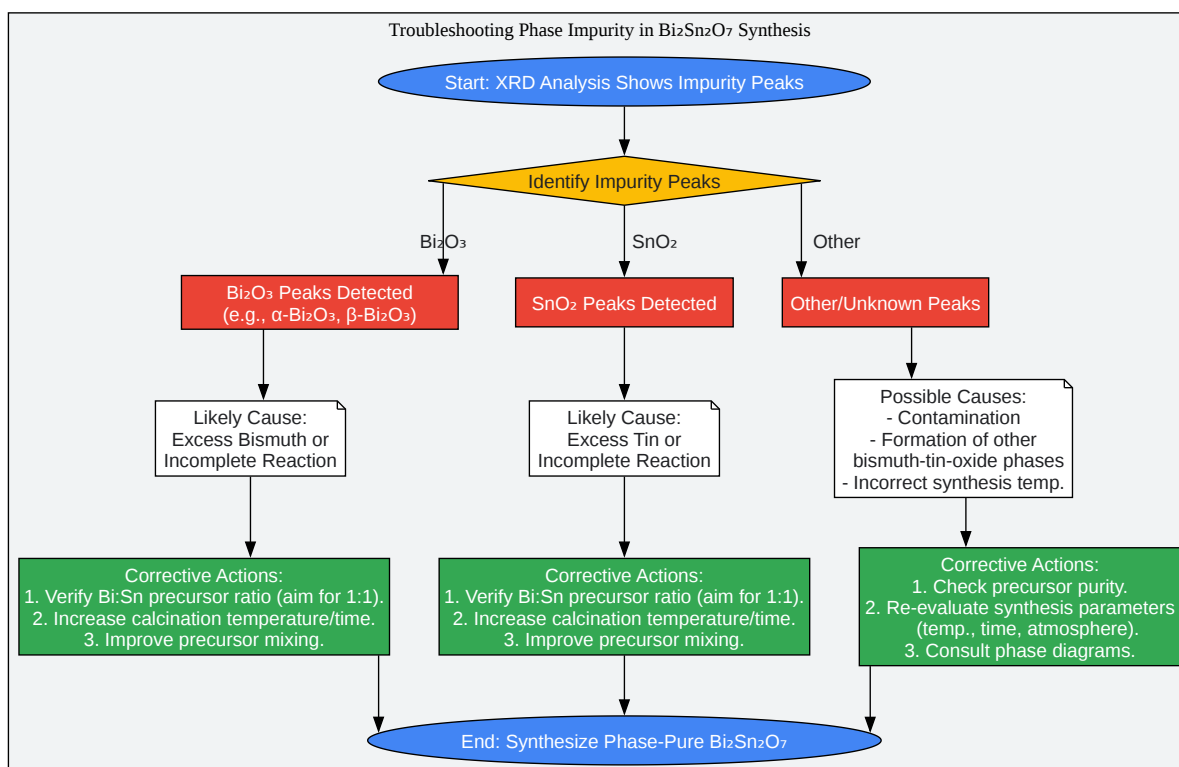 Troubleshooting Phase Impurity in Bi₂Sn₂O₇ Synthesis
Start: XRD Analysis Shows Impurity Peaks
Identify Impurity Peaks
Bi₂O₃
SnO₂
Other
Bi₂O₃ Peaks Detected
(e.g., α-Bi₂O₃, β-Bi₂O₃)
SnO₂ Peaks Detected
Other/Unknown Peaks
Likely Cause:
Excess Bismuth or
Incomplete Reaction
Likely Cause:
Excess Tin or
Incomplete Reaction
Possible Causes:
- Contamination
- Formation of other
bismuth-tin-oxide phases
- Incorrect synthesis temp.
Corrective Actions:
1. Verify Bi:Sn precursor ratio (aim for 1:1).
2. Increase calcination temperature/time.
3. Improve precursor mixing.
Corrective Actions:
1. Verify Bi:Sn precursor ratio (aim for 1:1).
2. Increase calcination temperature/time.
3. Improve precursor mixing.
Corrective Actions:
1. Check precursor purity.
2. Re-evaluate synthesis parameters
(temp., time, atmosphere).
3. Consult phase diagrams.
End: Synthesize Phase-Pure Bi₂Sn₂O₇